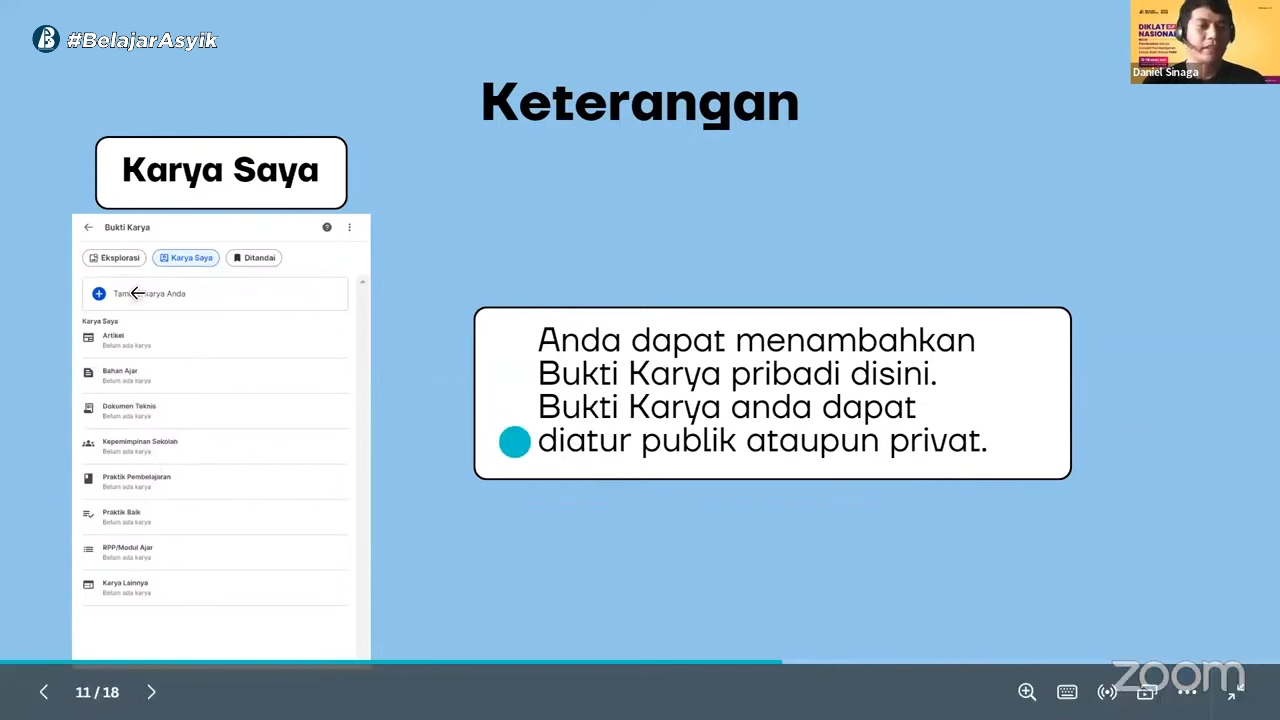 #BelajarAsyik
DIKLAT
NASIONAL
Daniel Sinaga
Keterangan
Karya Saya
Bukti Karya
Eksplorasi
Karya Saya
Ditandai
karya Anda
Karya Saya
Artikel
Belum ada karya
Bahan Ajar
Belum ada karya
Dokumen Teknis
Belum ada karya
Kepemimpinan Sekolah
Belum ada karya
Praktik Pembelajaran
Belum ada karya
Praktik Baik
Belum ada karya
RPP/Modul Ajar
Belum ada karya
Karya Lainnya
Belum ada karya
Anda dapat menambahkan
Bukti Karya pribadi disini.
Bukti Karya anda dapat
diatur publik ataupun privat.
11 / 18
zoom